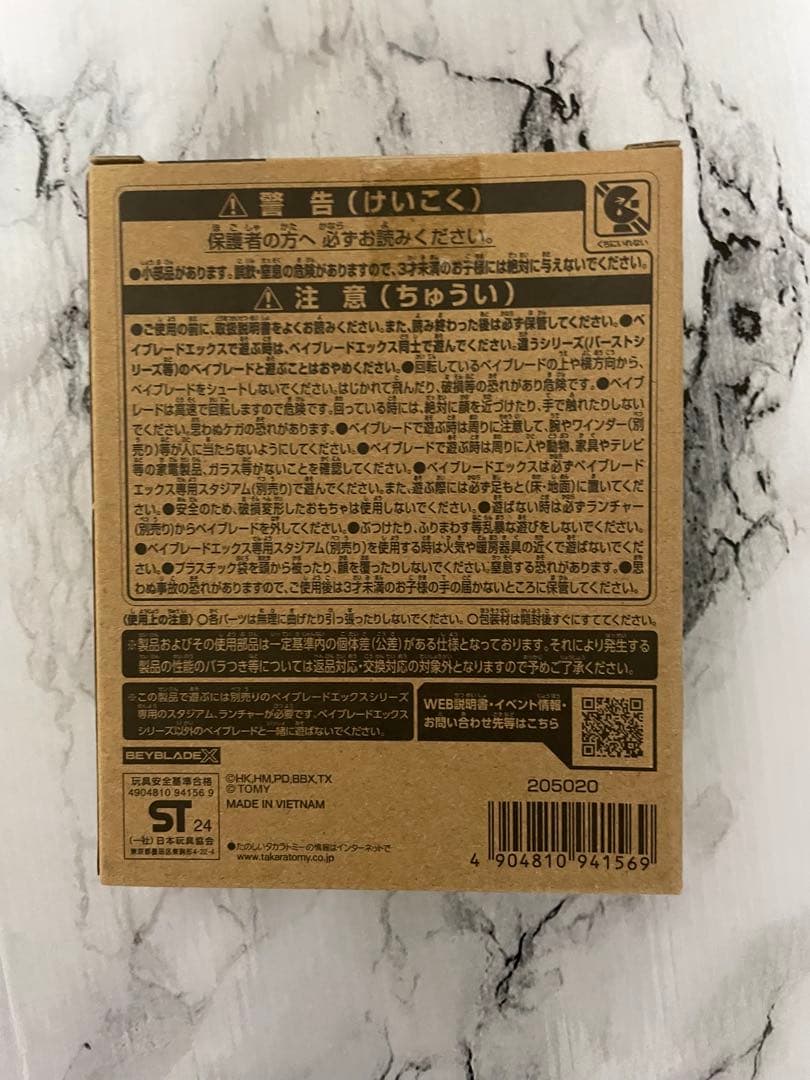 警告(けいこく)
保護者の方へ 必ずお読みください。
くちにいれない
●小部品があります。誤飲・窒息の危険がありますので、3才未満のお子様には絶対に与えないでください。
注意(ちゅうい)
●ご使用の前に、取扱説明書をよくお読みください。また、読み終わった後は必ず保管してください。●ベ
イブレードエックスで遊ぶ時は、ベイブレードエックス同士で遊んでください。違うシリーズ(バーストシ
リーズ等)のベイブレードと遊ぶことはおやめください。●回転しているベイブレードの上や横方向から、
ベイブレードをシュートしないでください。はじかれて飛んだり、破損等の恐れがあり危険です。●ベイブ
レードは高速で回転しますので危険です。回っている時には、絶対に顔を近づけたり、手で触れたりしない
でください。思わぬケガの恐れがあります。●ベイブレードで遊ぶ時は周りに注意して、腕やワインダー(別
売り)等が人に当たらないようにしてください。●ベイブレードで遊ぶ時は周りに人や動物、家具やテレビ
等の家電製品、ガラス等がないことを確認してください。●ベイブレードエックスは必ずベイブレード
エックス専用スタジアム(別売り)で遊んでください。また、遊ぶ際には必ず足もと(床・地面)に置いてくだ
さい。●安全のため、破損変形したおもちゃは使用しないでください。●遊ばない時は必ずランチャー
(別売り)からベイブレードを外してください。●ぶつけたり、ふりまわす等乱暴な遊びをしないでください。
●ベイブレードエックス専用スタジアム(別売り)を使用する時は火気や暖房器具の近くで遊ばないでくだ
さい。●プラスチック袋を頭から被ったり、顔を覆ったりしないでください。窒息する恐れがあります。●思
わぬ事故の恐れがありますので、ご使用後は3才未満のお子様の手の届かないところに保管してください。
〈使用上の注意〉○各パーツは無理に曲げたり引っ張ったりしないでください。○包装材は開封後すぐにすててください。
※製品およびその使用部品は一定基準内の個体差(公差)がある仕様となっております。それにより発生する
製品の性能のバラつき等については返品対応・交換対応の対象外となりますので予めご了承ください。
※この製品で遊ぶには別売りのベイブレードエックスシリーズ
専用のスタジアム、ランチャーが必要です。ベイブレードエックス
シリーズ以外のベイブレードと一緒に遊ばないでください。
WEB説明書・イベント情報・
お問い合わせ先等はこちら
BEYBLADE X
玩具安全基準合格
4904810 94156 9
ST 24
(一社)日本玩具協会
東京都墨田区東駒形4-22-4
©HK,HM,PD,BBX,TX
© TOMY
MADE IN VIETNAM
●たのしいタカラトミーの情報はインターネットで
www.takaratomy.co.jp
205020
4 904810 941569